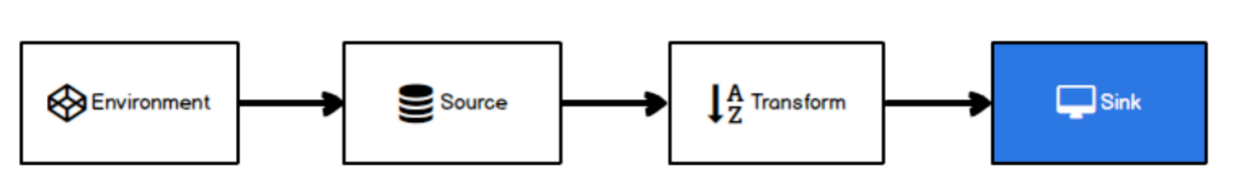 Environment
Source
A
Z
Transform
Sink